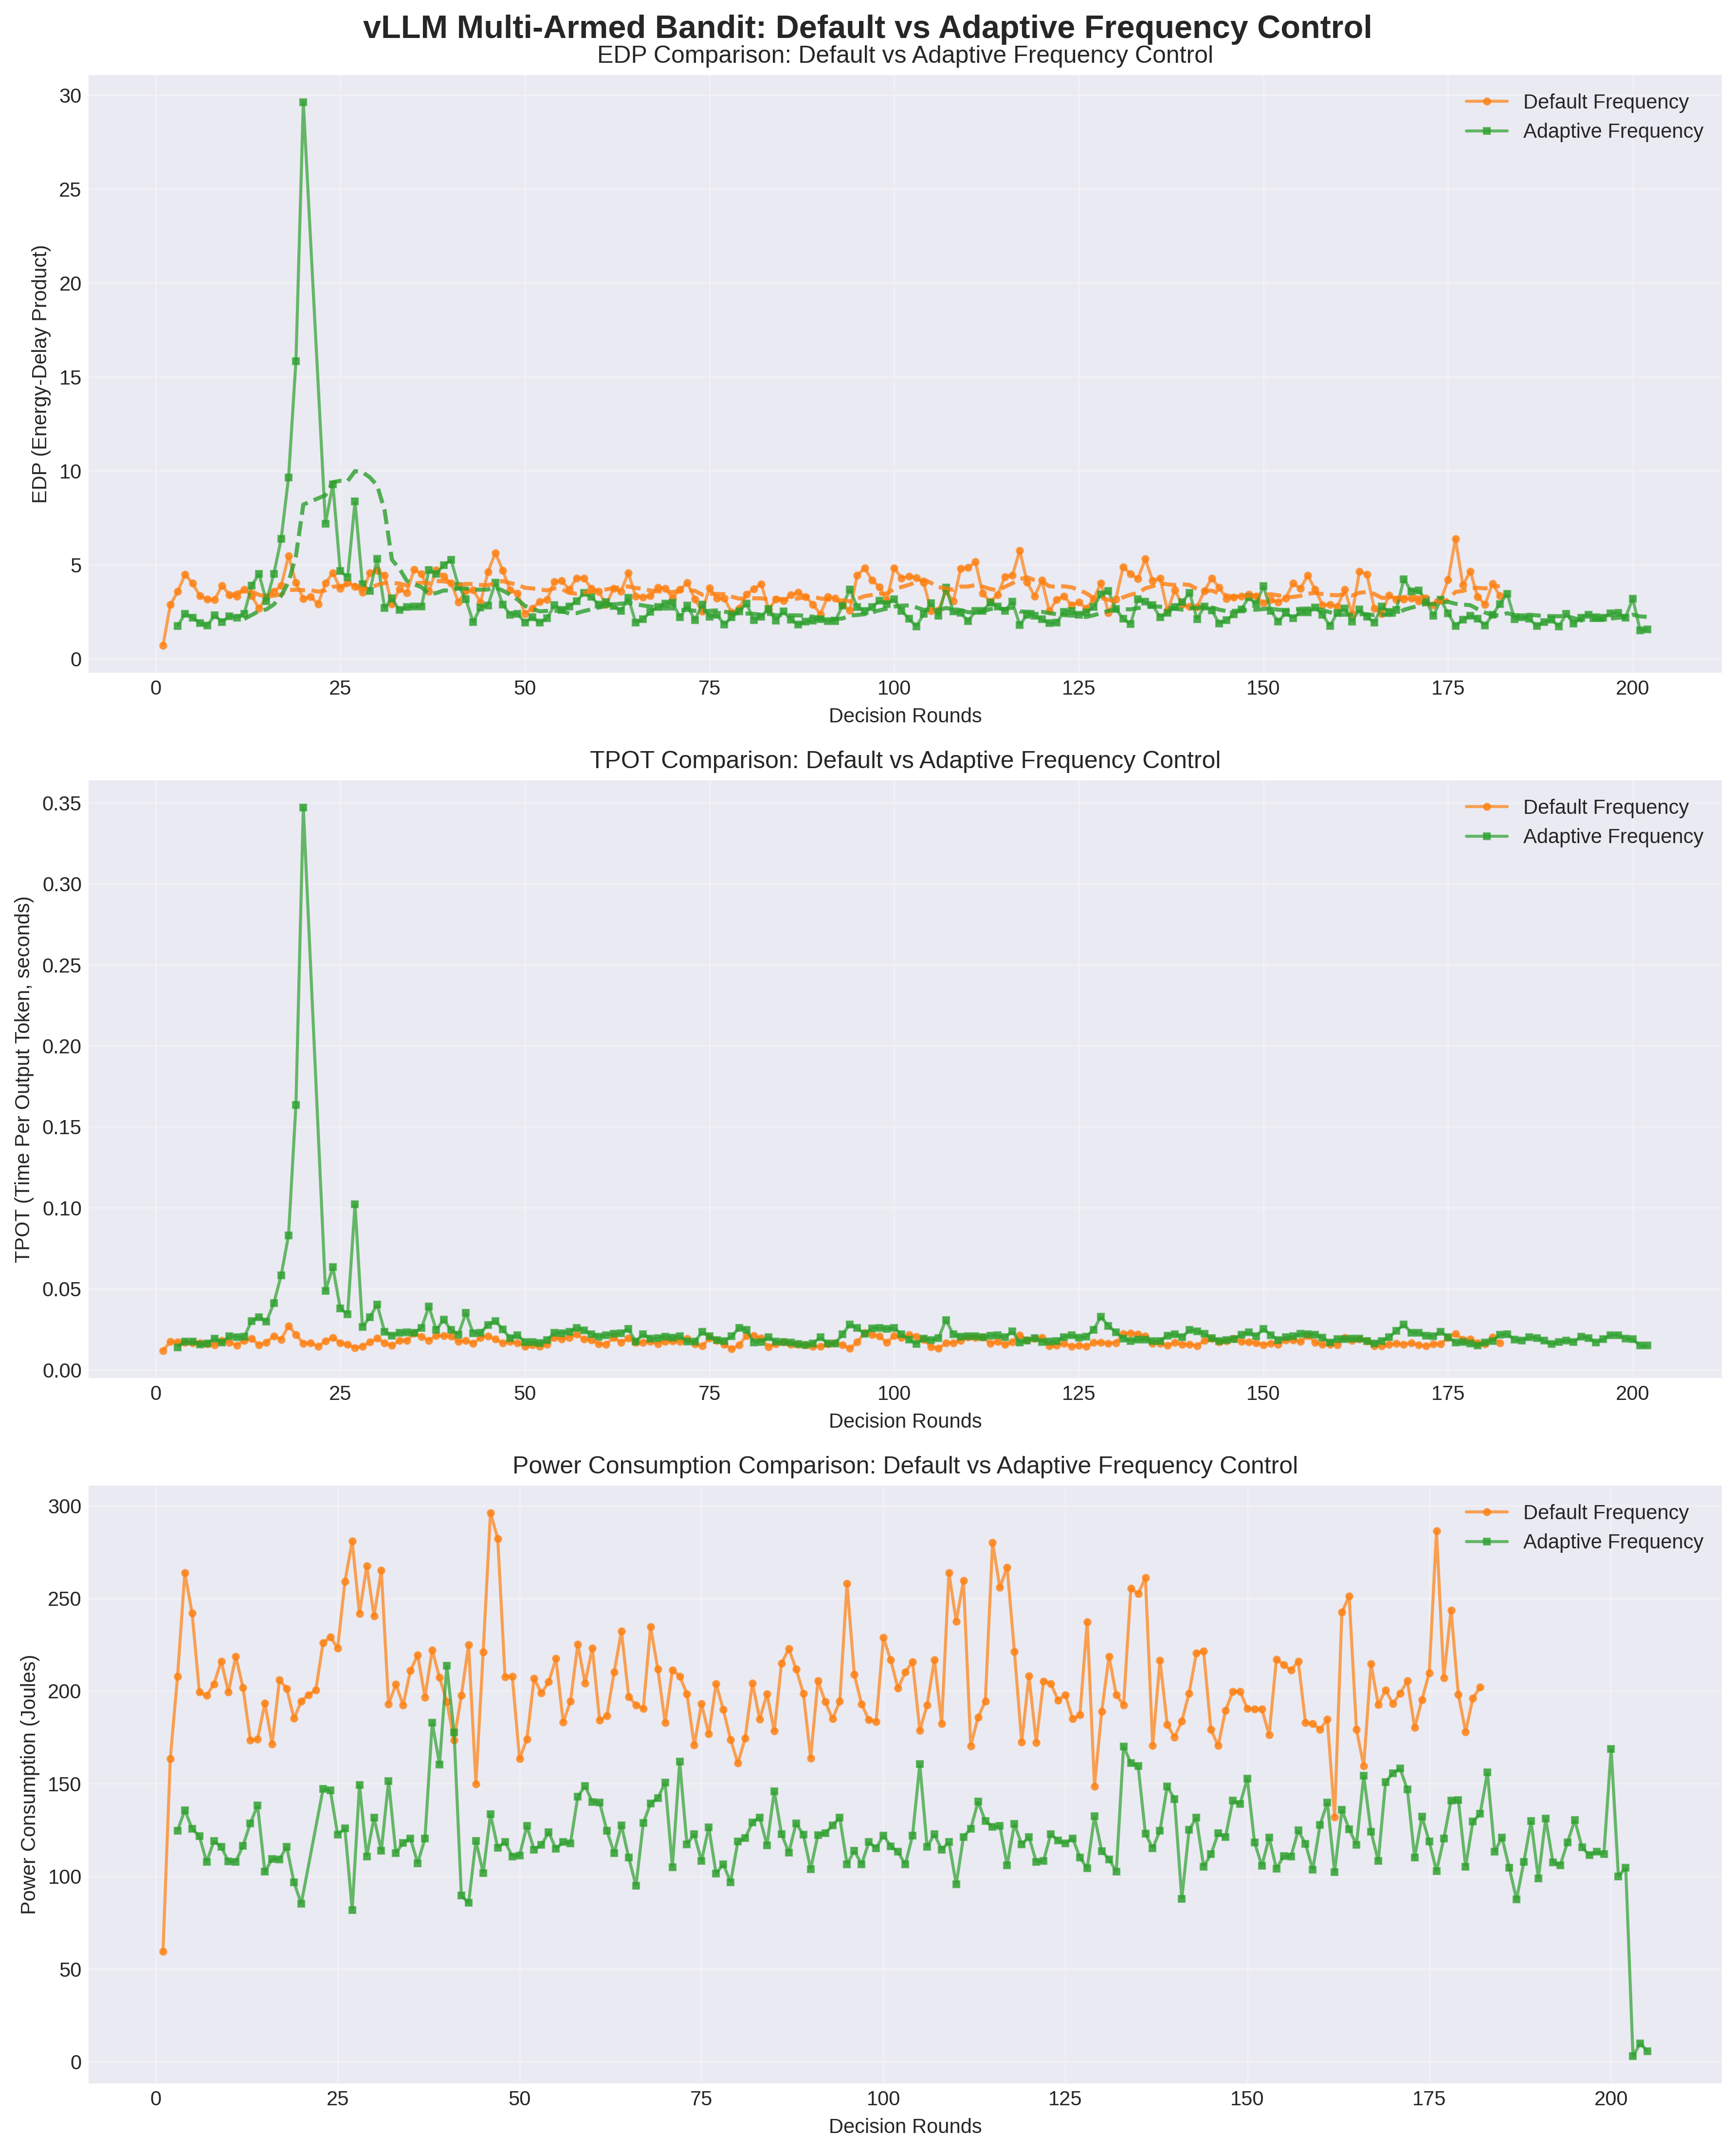 vLLM Multi-Armed Bandit: Default vs Adaptive Frequency Control
EDP Comparison: Default vs Adaptive Frequency Control
30
25
20
15
10
5
0
EDP (Energy-Delay Product)
Default Frequency
Adaptive Frequency
0 25 50 75 100 125 150 175 200
Decision Rounds
TPOT Comparison: Default vs Adaptive Frequency Control
0.35
0.30
0.25
0.20
0.15
0.10
0.05
0.00
TPOT (Time Per Output Token, seconds)
Default Frequency
Adaptive Frequency
0 25 50 75 100 125 150 175 200
Decision Rounds
Power Consumption Comparison: Default vs Adaptive Frequency Control
300
250
200
150
100
50
0
Power Consumption (Joules)
Default Frequency
Adaptive Frequency
0 25 50 75 100 125 150 175 200
Decision Rounds